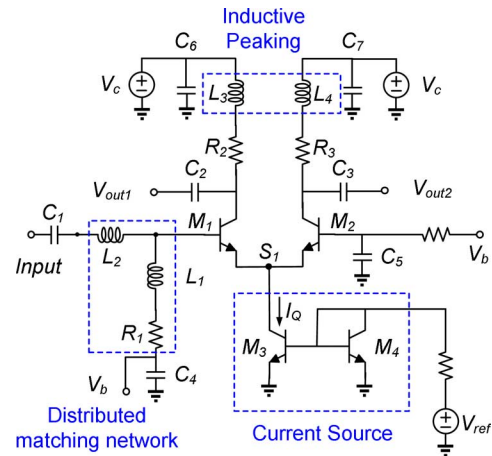 Inductive
Peaking
C6
C7
Vc
L3
L4
Vc
R2
R3
C2
C3
Vout1
Vout2
C1
M1
M2
L2
S1
C5
Input
L1
Vb
IQ
R1
M3
M4
C4
Vb
Vref
Distributed
matching network
Current Source